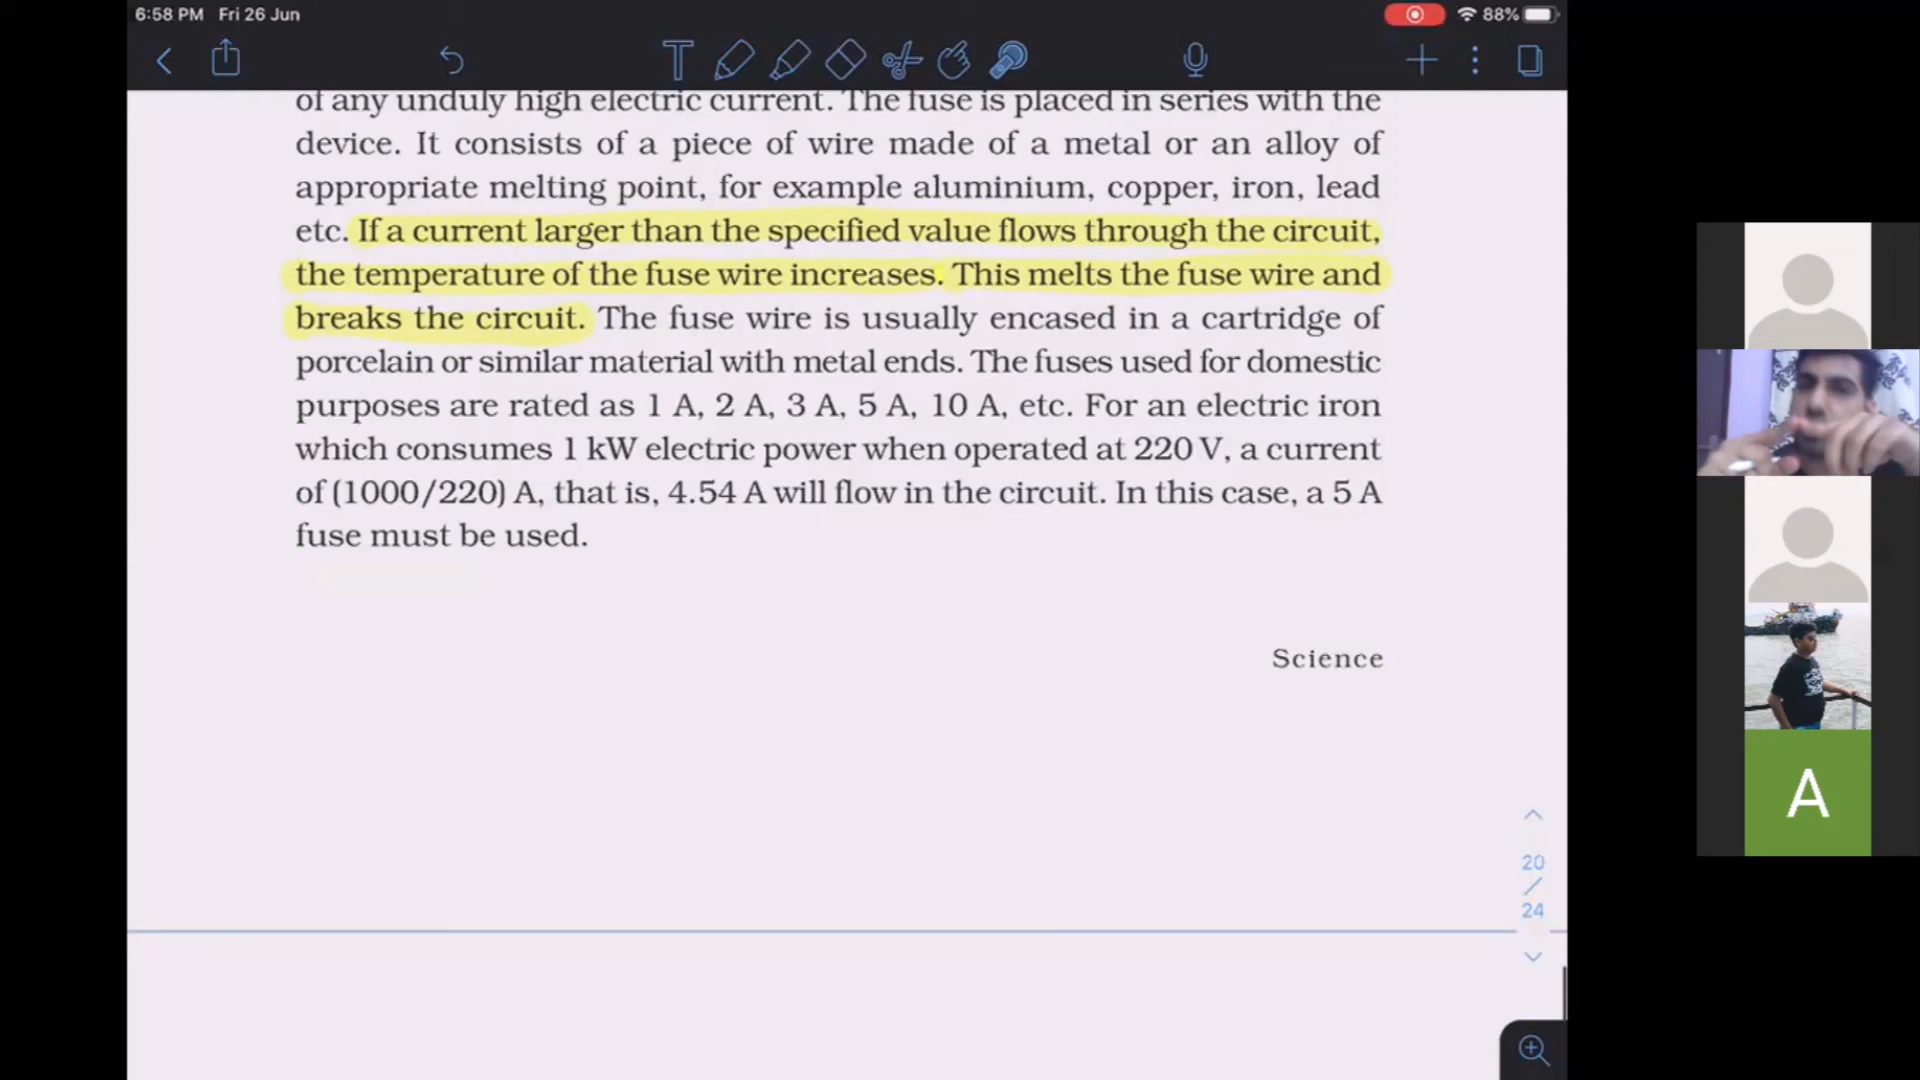 6:58 PM Fri 26 Jun
88%
of any unduly high electric current. The fuse is placed in series with the
device. It consists of a piece of wire made of a metal or an alloy of
appropriate melting point, for example aluminium, copper, iron, lead
etc. If a current larger than the specified value flows through the circuit,
the temperature of the fuse wire increases. This melts the fuse wire and
breaks the circuit. The fuse wire is usually encased in a cartridge of
porcelain or similar material with metal ends. The fuses used for domestic
purposes are rated as 1 A, 2 A, 3 A, 5 A, 10 A, etc. For an electric iron
which consumes 1 kW electric power when operated at 220 V, a current
of (1000/220) A, that is, 4.54 A will flow in the circuit. In this case, a 5 A
fuse must be used.
Science
20
/
24
A